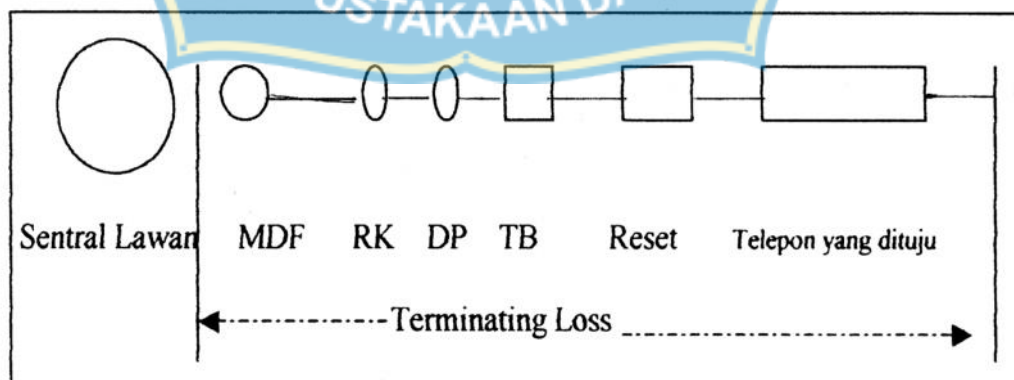 USTAKAAN
Sentral Lawan MDF RK DP TB Reset Telepon yang dituju
Terminating Loss